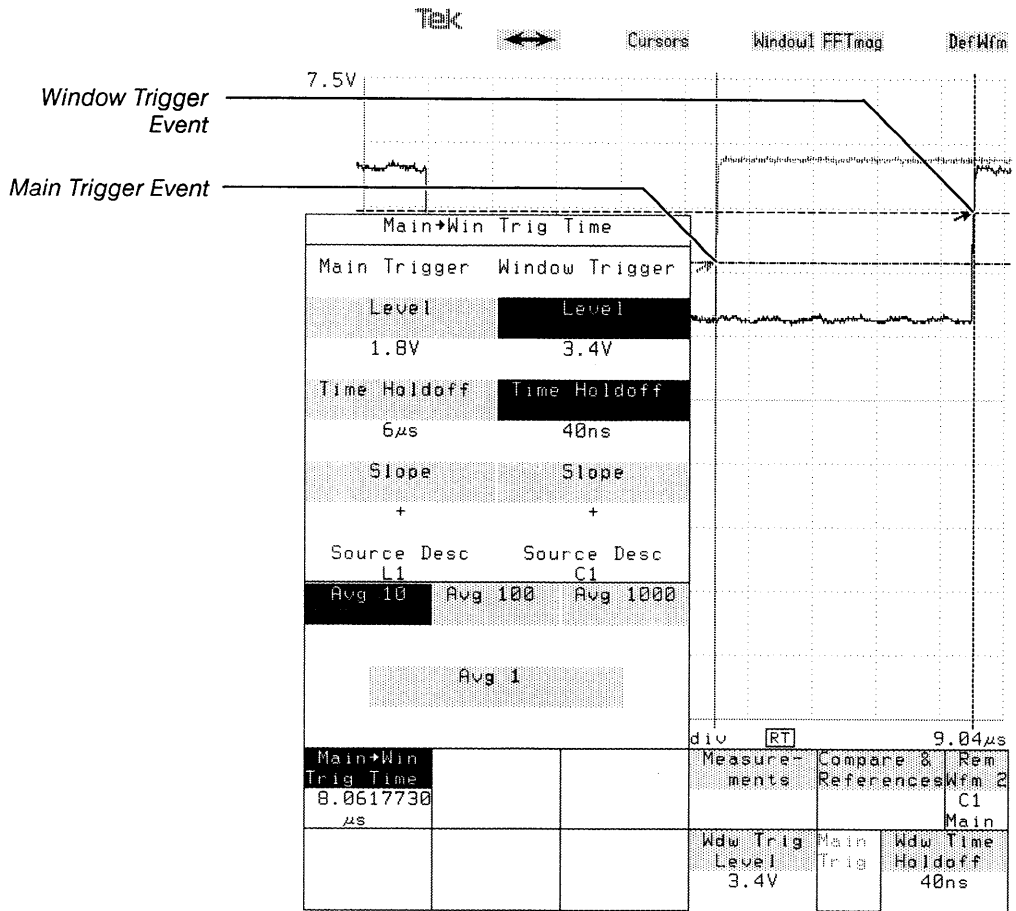 Tek
Cursors Window1 FFTmag DefWfm
7.5V
Window Trigger
Event
Main Trigger Event
Main→Win Trig Time
Main Trigger Window Trigger
Level Level
1.8V 3.4V
Time Holdoff Time Holdoff
6µs 40ns
Slope Slope
+ +
Source Desc Source Desc
L1 C1
Avg 10 Avg 100 Avg 1000
Avg 1
div RT 9.04µs
Main→Win
Trig Time
8.0617730
µs
Measure-
ments
Compare &
References
Rem
Wfm 2
C1
Main
Wdw Trig
Level
3.4V
Main
Trig
Wdw Time
Holdoff
40ns